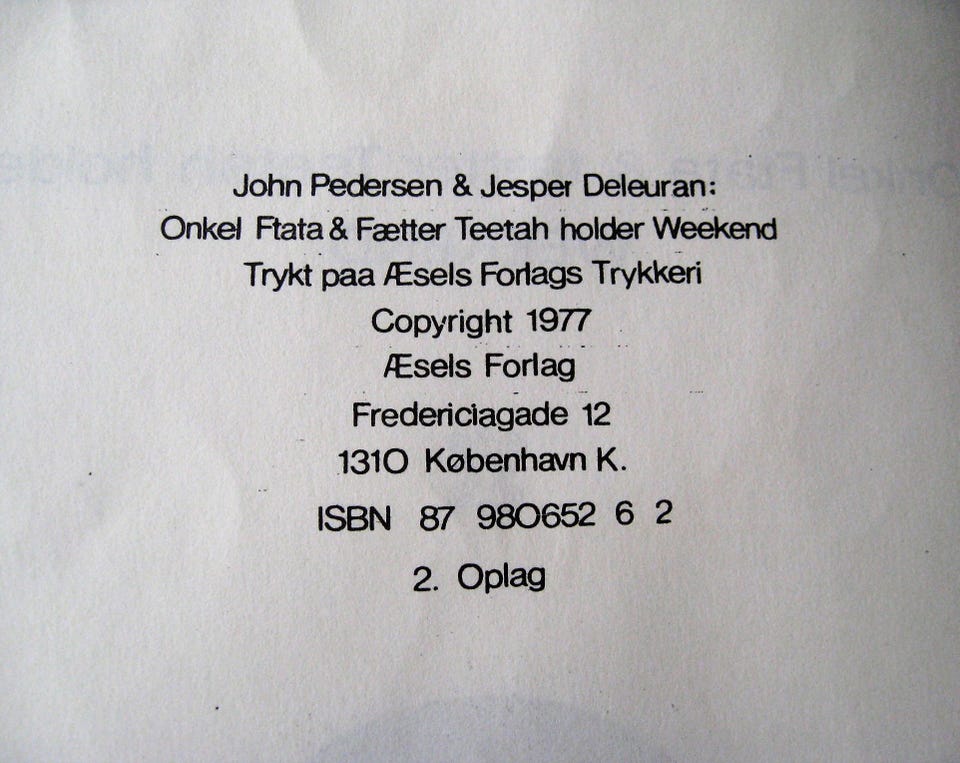 John Pedersen & Jesper Deleuran:
Onkel Ftata & Fætter Teetah holder Weekend
Trykt paa Æsels Forlags Trykkeri
Copyright 1977
Æsels Forlag
Fredericiagade 12
1310 København K.
ISBN 87 980652 6 2
2. Oplag